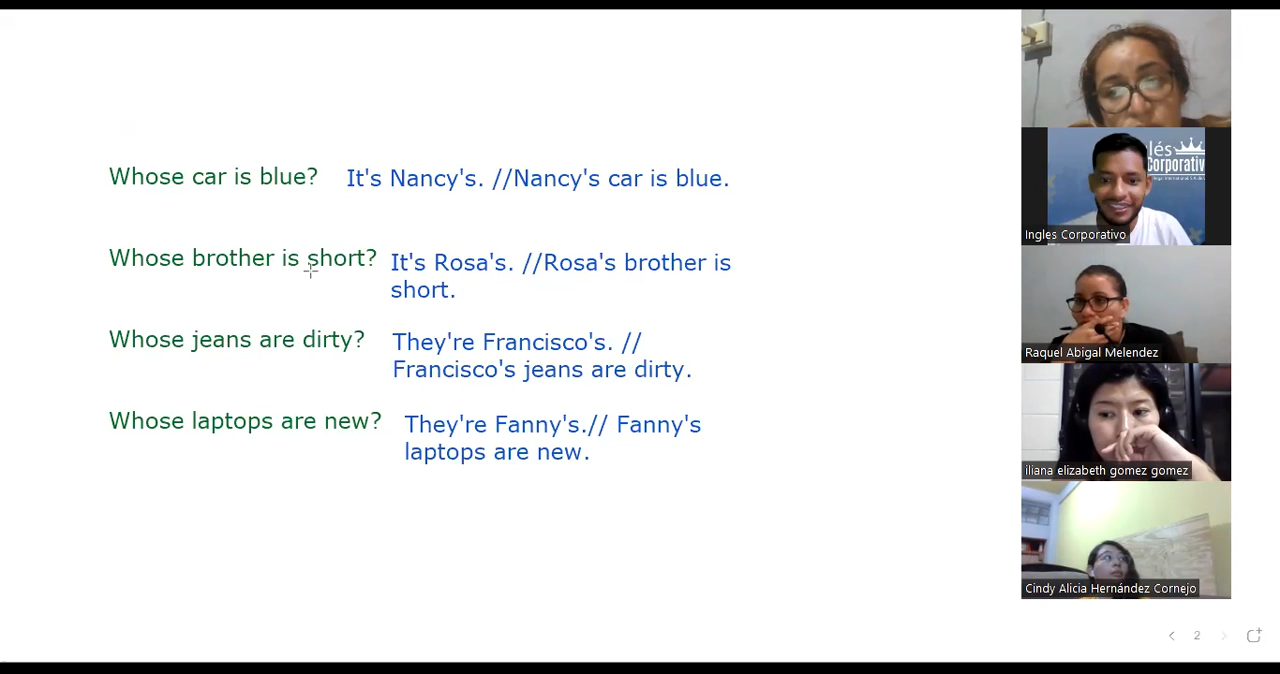 Whose car is blue? It's Nancy's. //Nancy's car is blue.
Whose brother is short? It's Rosa's. //Rosa's brother is
short.
Whose jeans are dirty? They're Francisco's. //
Francisco's jeans are dirty.
Whose laptops are new? They're Fanny's.// Fanny's
laptops are new.
lés
Corporativ
Ingles Corporativo
Raquel Abigal Melendez
iliana elizabeth gomez gomez
Cindy Alicia Hernández Cornejo
2